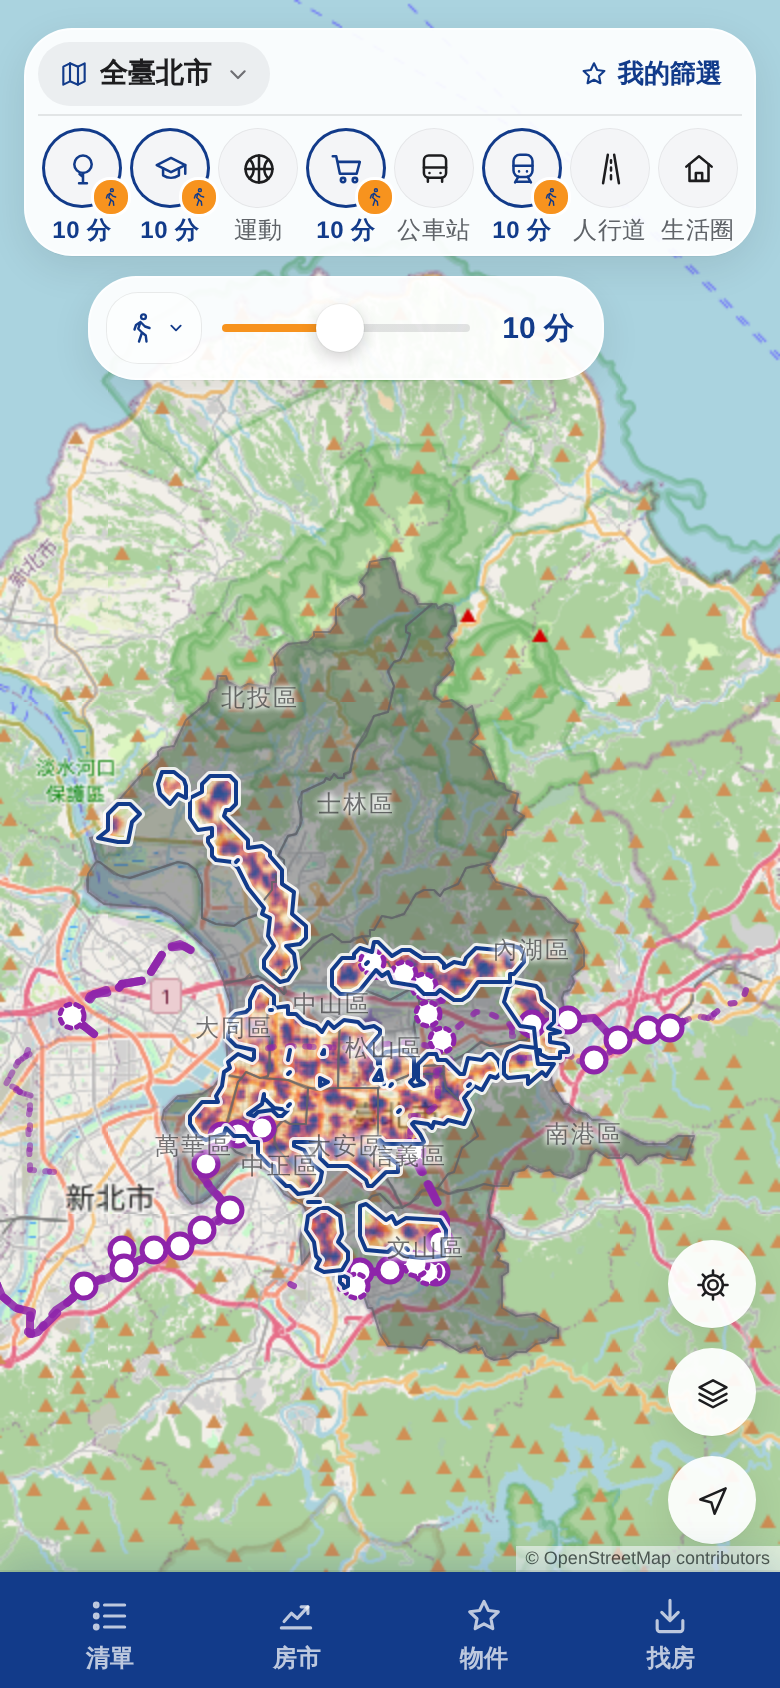 全臺北市
我的篩選
10 分
10 分
運動
10 分
公車站
10 分
人行道
生活圈
10 分
新北市
北投區
淡水河口
保護區
士林區
內湖區
1
中山區
大同區
松山區
南港區
萬華區
大安區
信義區
中正區
新北市
文山區
© OpenStreetMap contributors
清單
房市
物件
找房